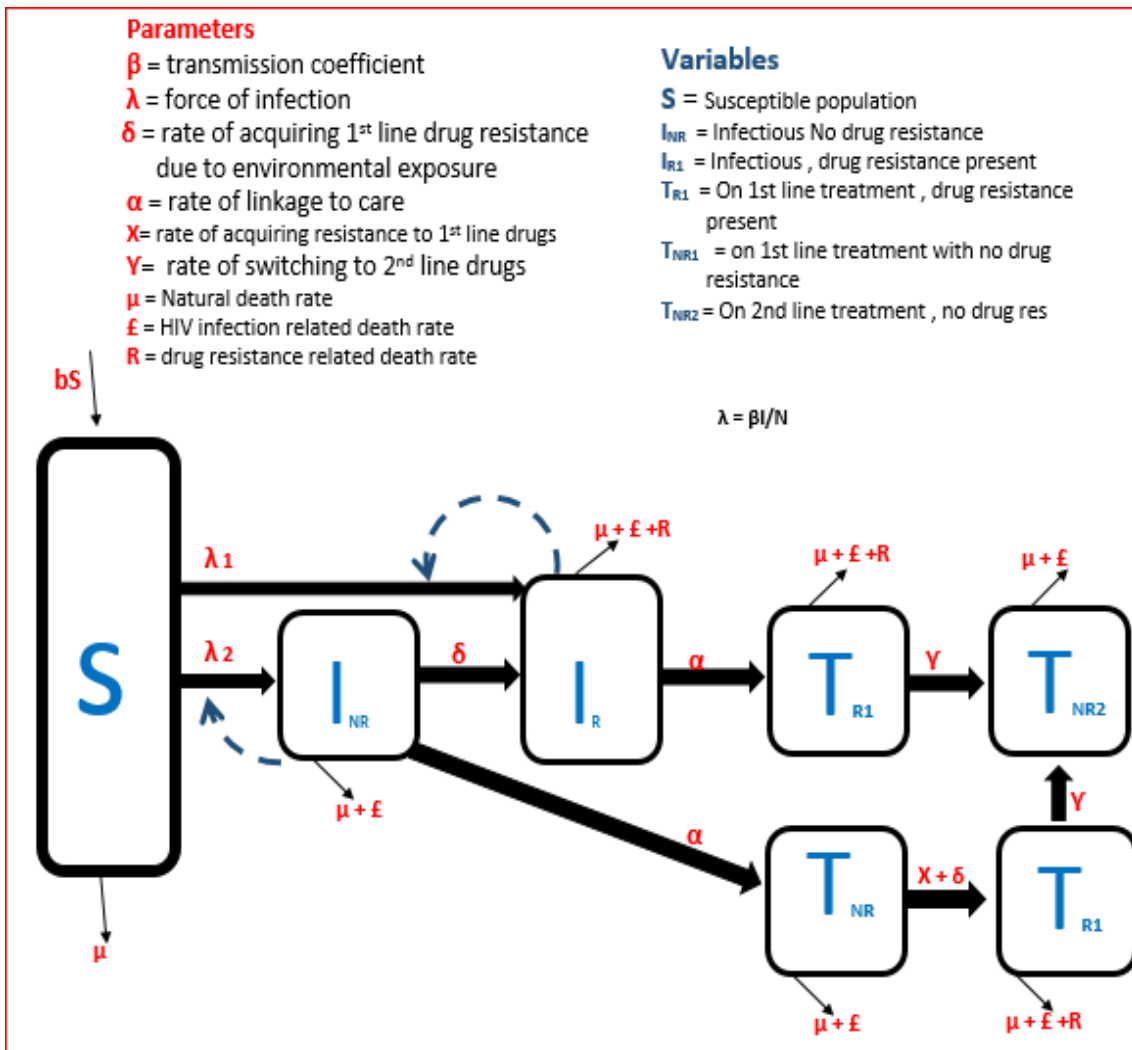 Parameters
β = transmission coefficient
λ = force of infection
δ = rate of acquiring 1st line drug resistance
due to environmental exposure
α = rate of linkage to care
X= rate of acquiring resistance to 1st line drugs
Y= rate of switching to 2nd line drugs
μ = Natural death rate
£ = HIV infection related death rate
R = drug resistance related death rate
Variables
S = Susceptible population
INR = Infectious No drug resistance
IR1 = Infectious , drug resistance present
TR1 = On 1st line treatment , drug resistance
present
TNR1 = on 1st line treatment with no drug
resistance
TNR2 = On 2nd line treatment , no drug res
bS
λ = βI/N
μ + £ +R
μ + £ +R
μ + £
λ 1
S
λ 2
INR
δ
IR
α
TR1
Y
TNR2
μ + £
α
Y
TNR
X + δ
TR1
μ
μ + £
μ + £ +R